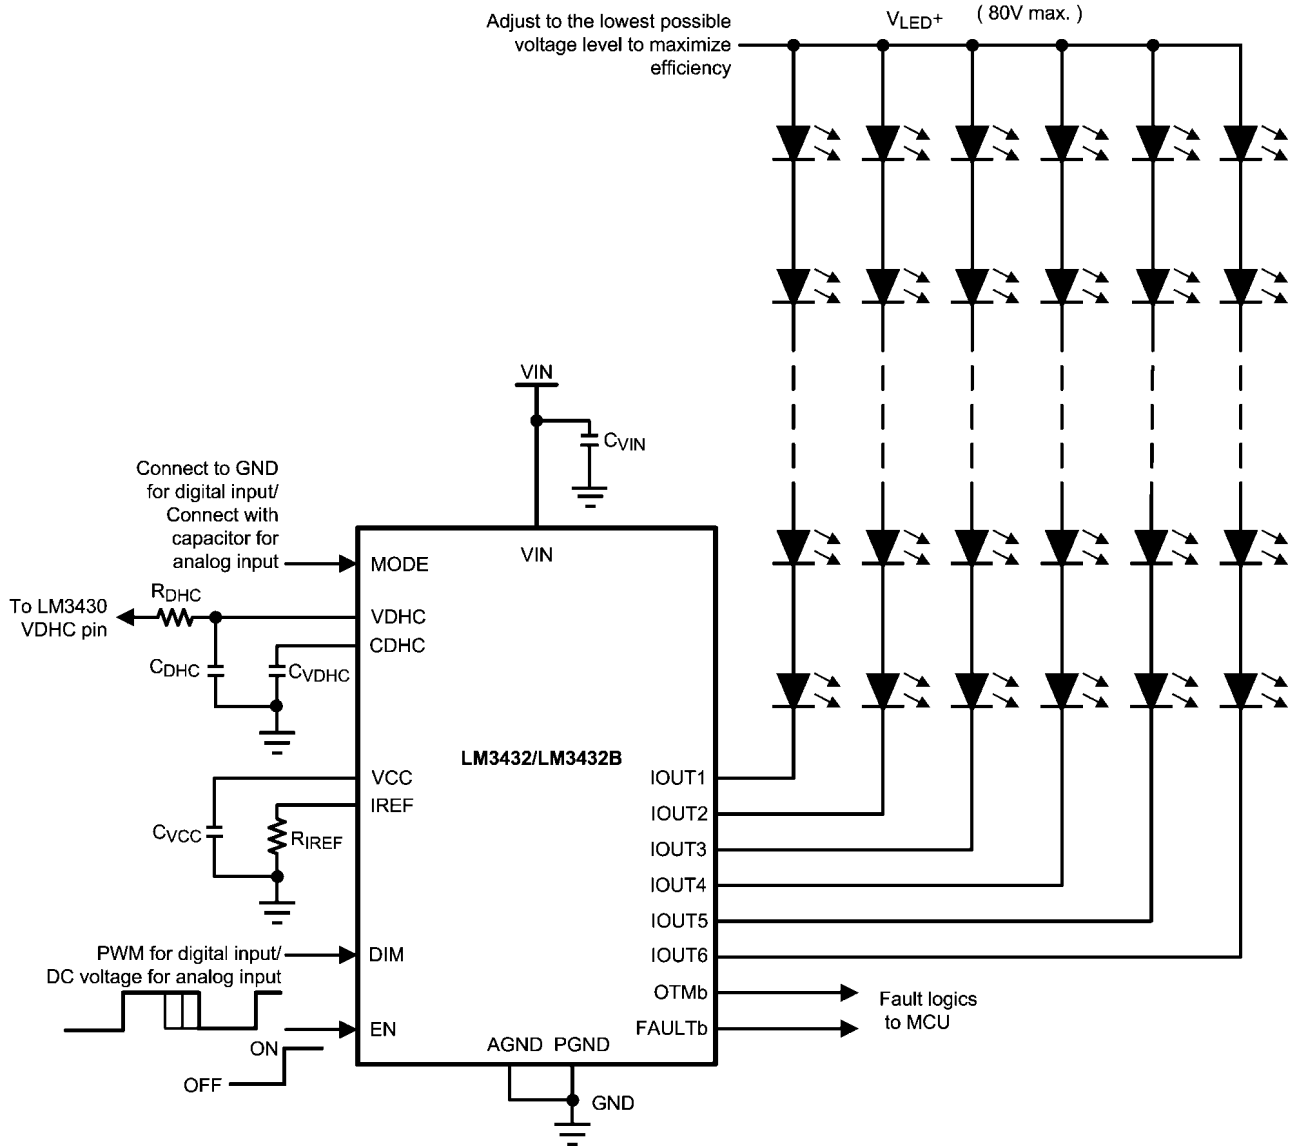 Adjust to the lowest possible
voltage level to maximize
efficiency
VLED+ ( 80V max. )
VIN
CVIN
Connect to GND
for digital input/
Connect with
capacitor for
analog input
MODE
VIN
To LM3430
VDHC pin
RDHC
VDHC
CDHC
CDHC
CVDHC
LM3432/LM3432B
VCC
IREF
CVCC
RIREF
IOUT1
IOUT2
IOUT3
IOUT4
IOUT5
IOUT6
PWM for digital input/
DC voltage for analog input
DIM
OTMb
FAULTb
Fault logics
to MCU
EN
ON
OFF
AGND PGND
GND